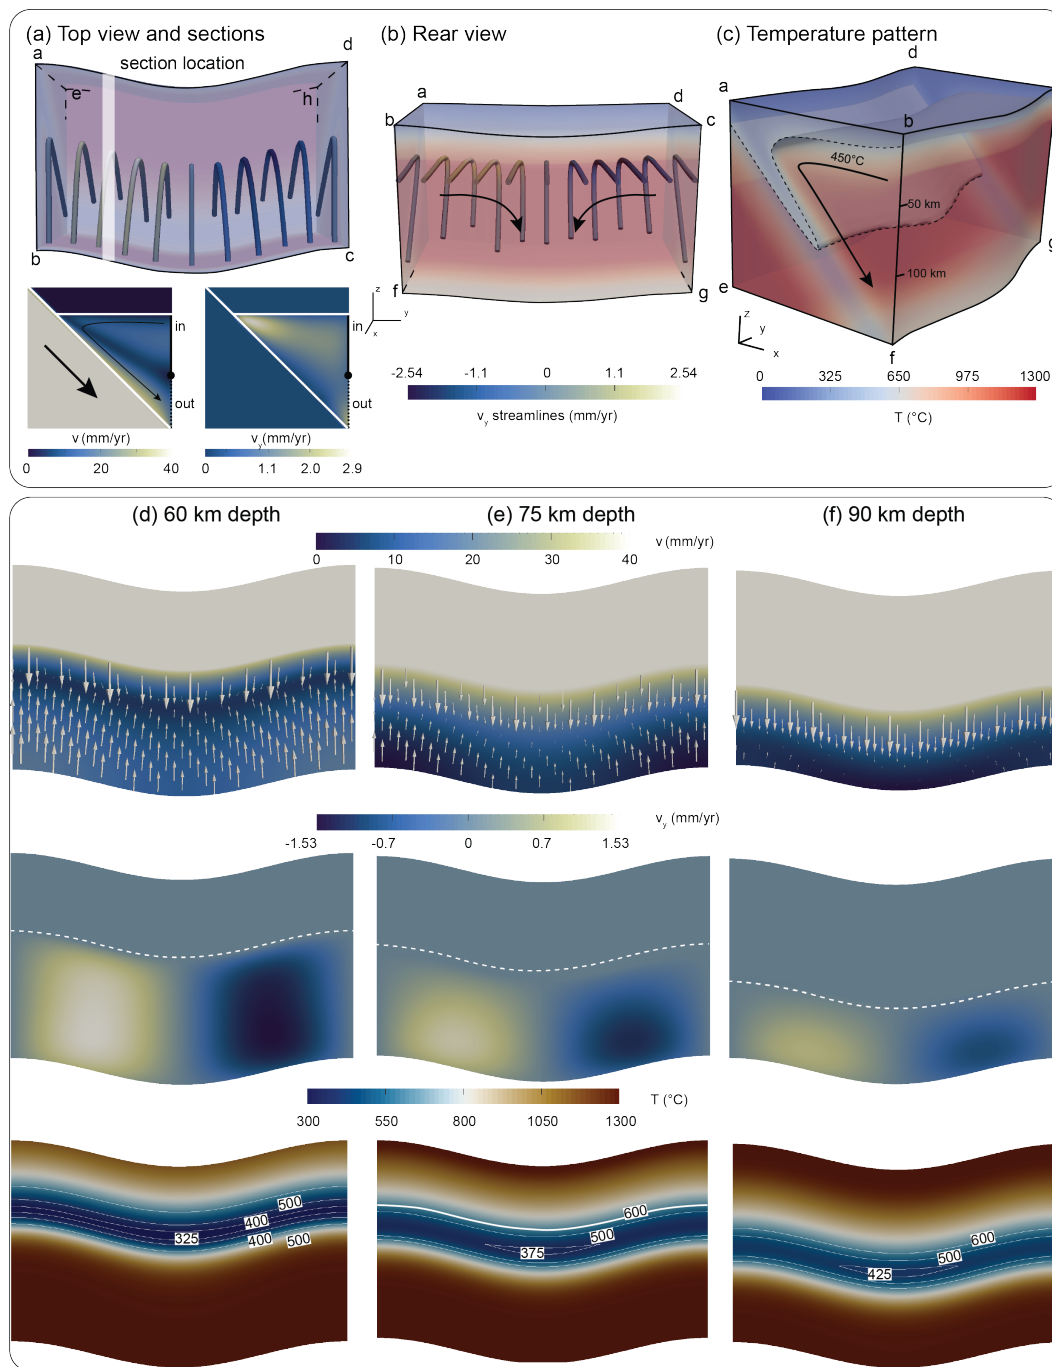 (a) Top view and sections
(b) Rear view
(c) Temperature pattern
a
d
section location
e
h
b
c
a
d
b
c
f
g
d
a
b
450°C
50 km
100 km
g
e
f
z
y
x
z
y
x
in
out
in
out
v (mm/yr)
0 20 40
vy (mm/yr)
0 1.1 2.0 2.9
-2.54 -1.1 0 1.1 2.54
vy streamlines (mm/yr)
0 325 650 975 1300
T (°C)
(d) 60 km depth
(e) 75 km depth
(f) 90 km depth
v (mm/yr)
0 10 20 30 40
vy (mm/yr)
-1.53 -0.7 0 0.7 1.53
T (°C)
300 550 800 1050 1300
500
400
325
400
500
600
500
375
600
500
425